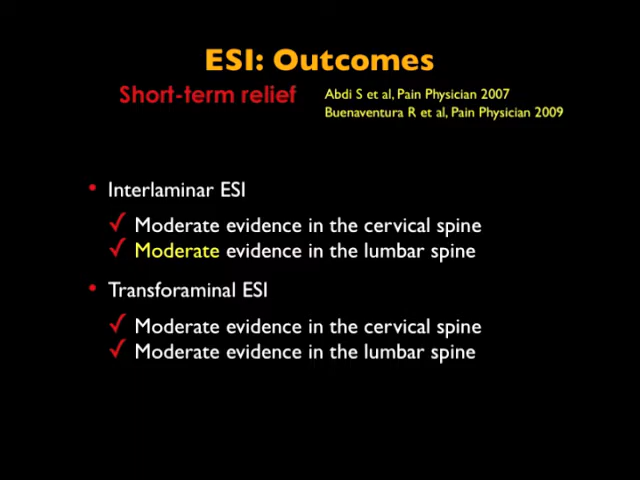 ESI: Outcomes
Short-term relief
Abdi S et al, Pain Physician 2007
Buenaventura R et al, Pain Physician 2009
• Interlaminar ESI
✓ Moderate evidence in the cervical spine
✓ Moderate evidence in the lumbar spine
• Transforaminal ESI
✓ Moderate evidence in the cervical spine
✓ Moderate evidence in the lumbar spine